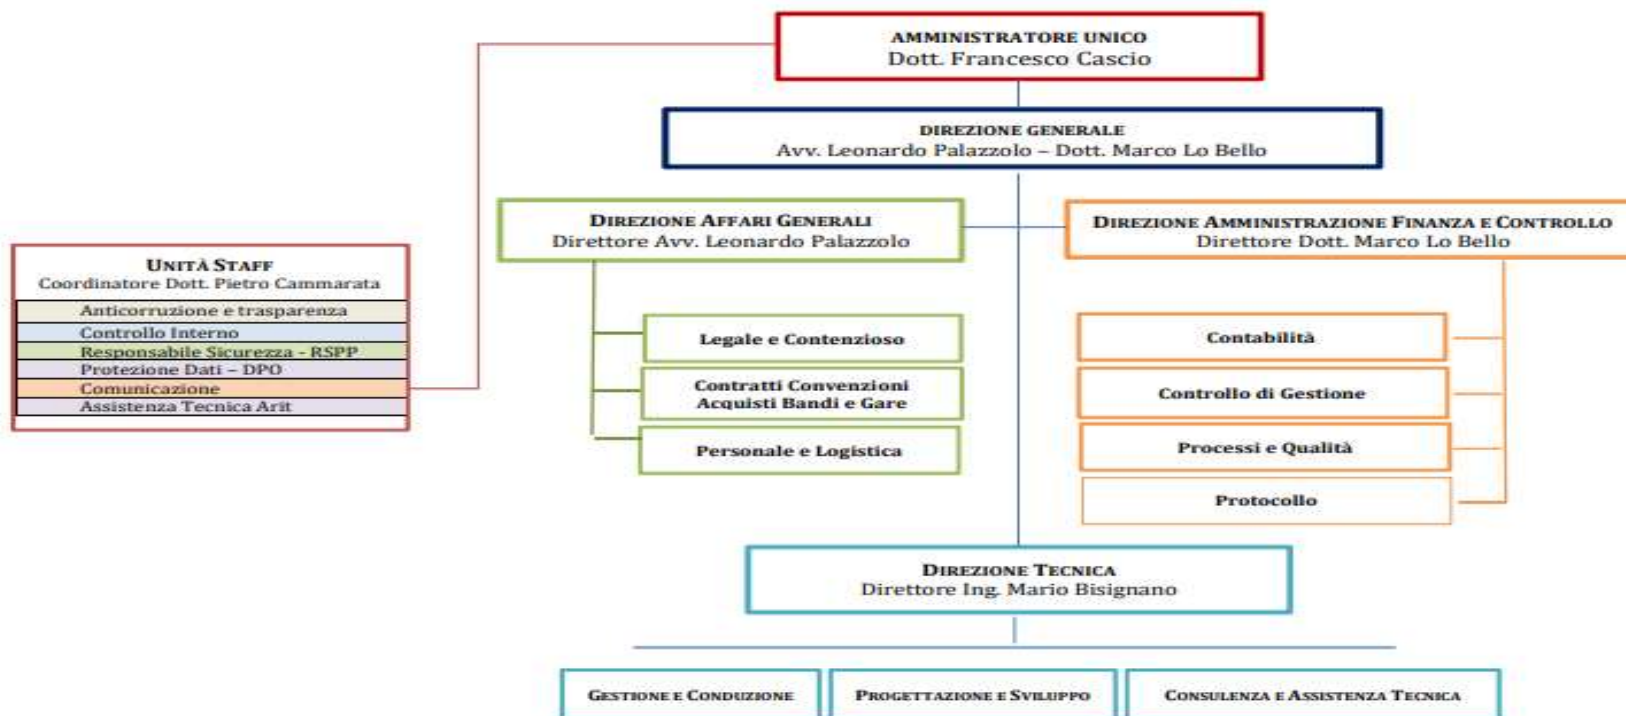 AMMINISTRATORE UNICO
Dott. Francesco Cascio
DIREZIONE GENERALE
Avv. Leonardo Palazzolo – Dott. Marco Lo Bello
DIREZIONE AFFARI GENERALI
Direttore Avv. Leonardo Palazzolo
DIREZIONE AMMINISTRAZIONE FINANZA E CONTROLLO
Direttore Dott. Marco Lo Bello
UNITÀ STAFF
Coordinatore Dott. Pietro Cammarata
Anticorruzione e trasparenza
Controllo Interno
Responsabile Sicurezza - RSPP
Protezione Dati – DPO
Comunicazione
Assistenza Tecnica Arit
Legale e Contenzioso
Contratti Convenzioni
Acquisti Bandi e Gare
Personale e Logistica
Contabilità
Controllo di Gestione
Processi e Qualità
Protocollo
DIREZIONE TECNICA
Direttore Ing. Mario Bisignano
GESTIONE E CONDUZIONE
PROGETTAZIONE E SVILUPPO
CONSULENZA E ASSISTENZA TECNICA